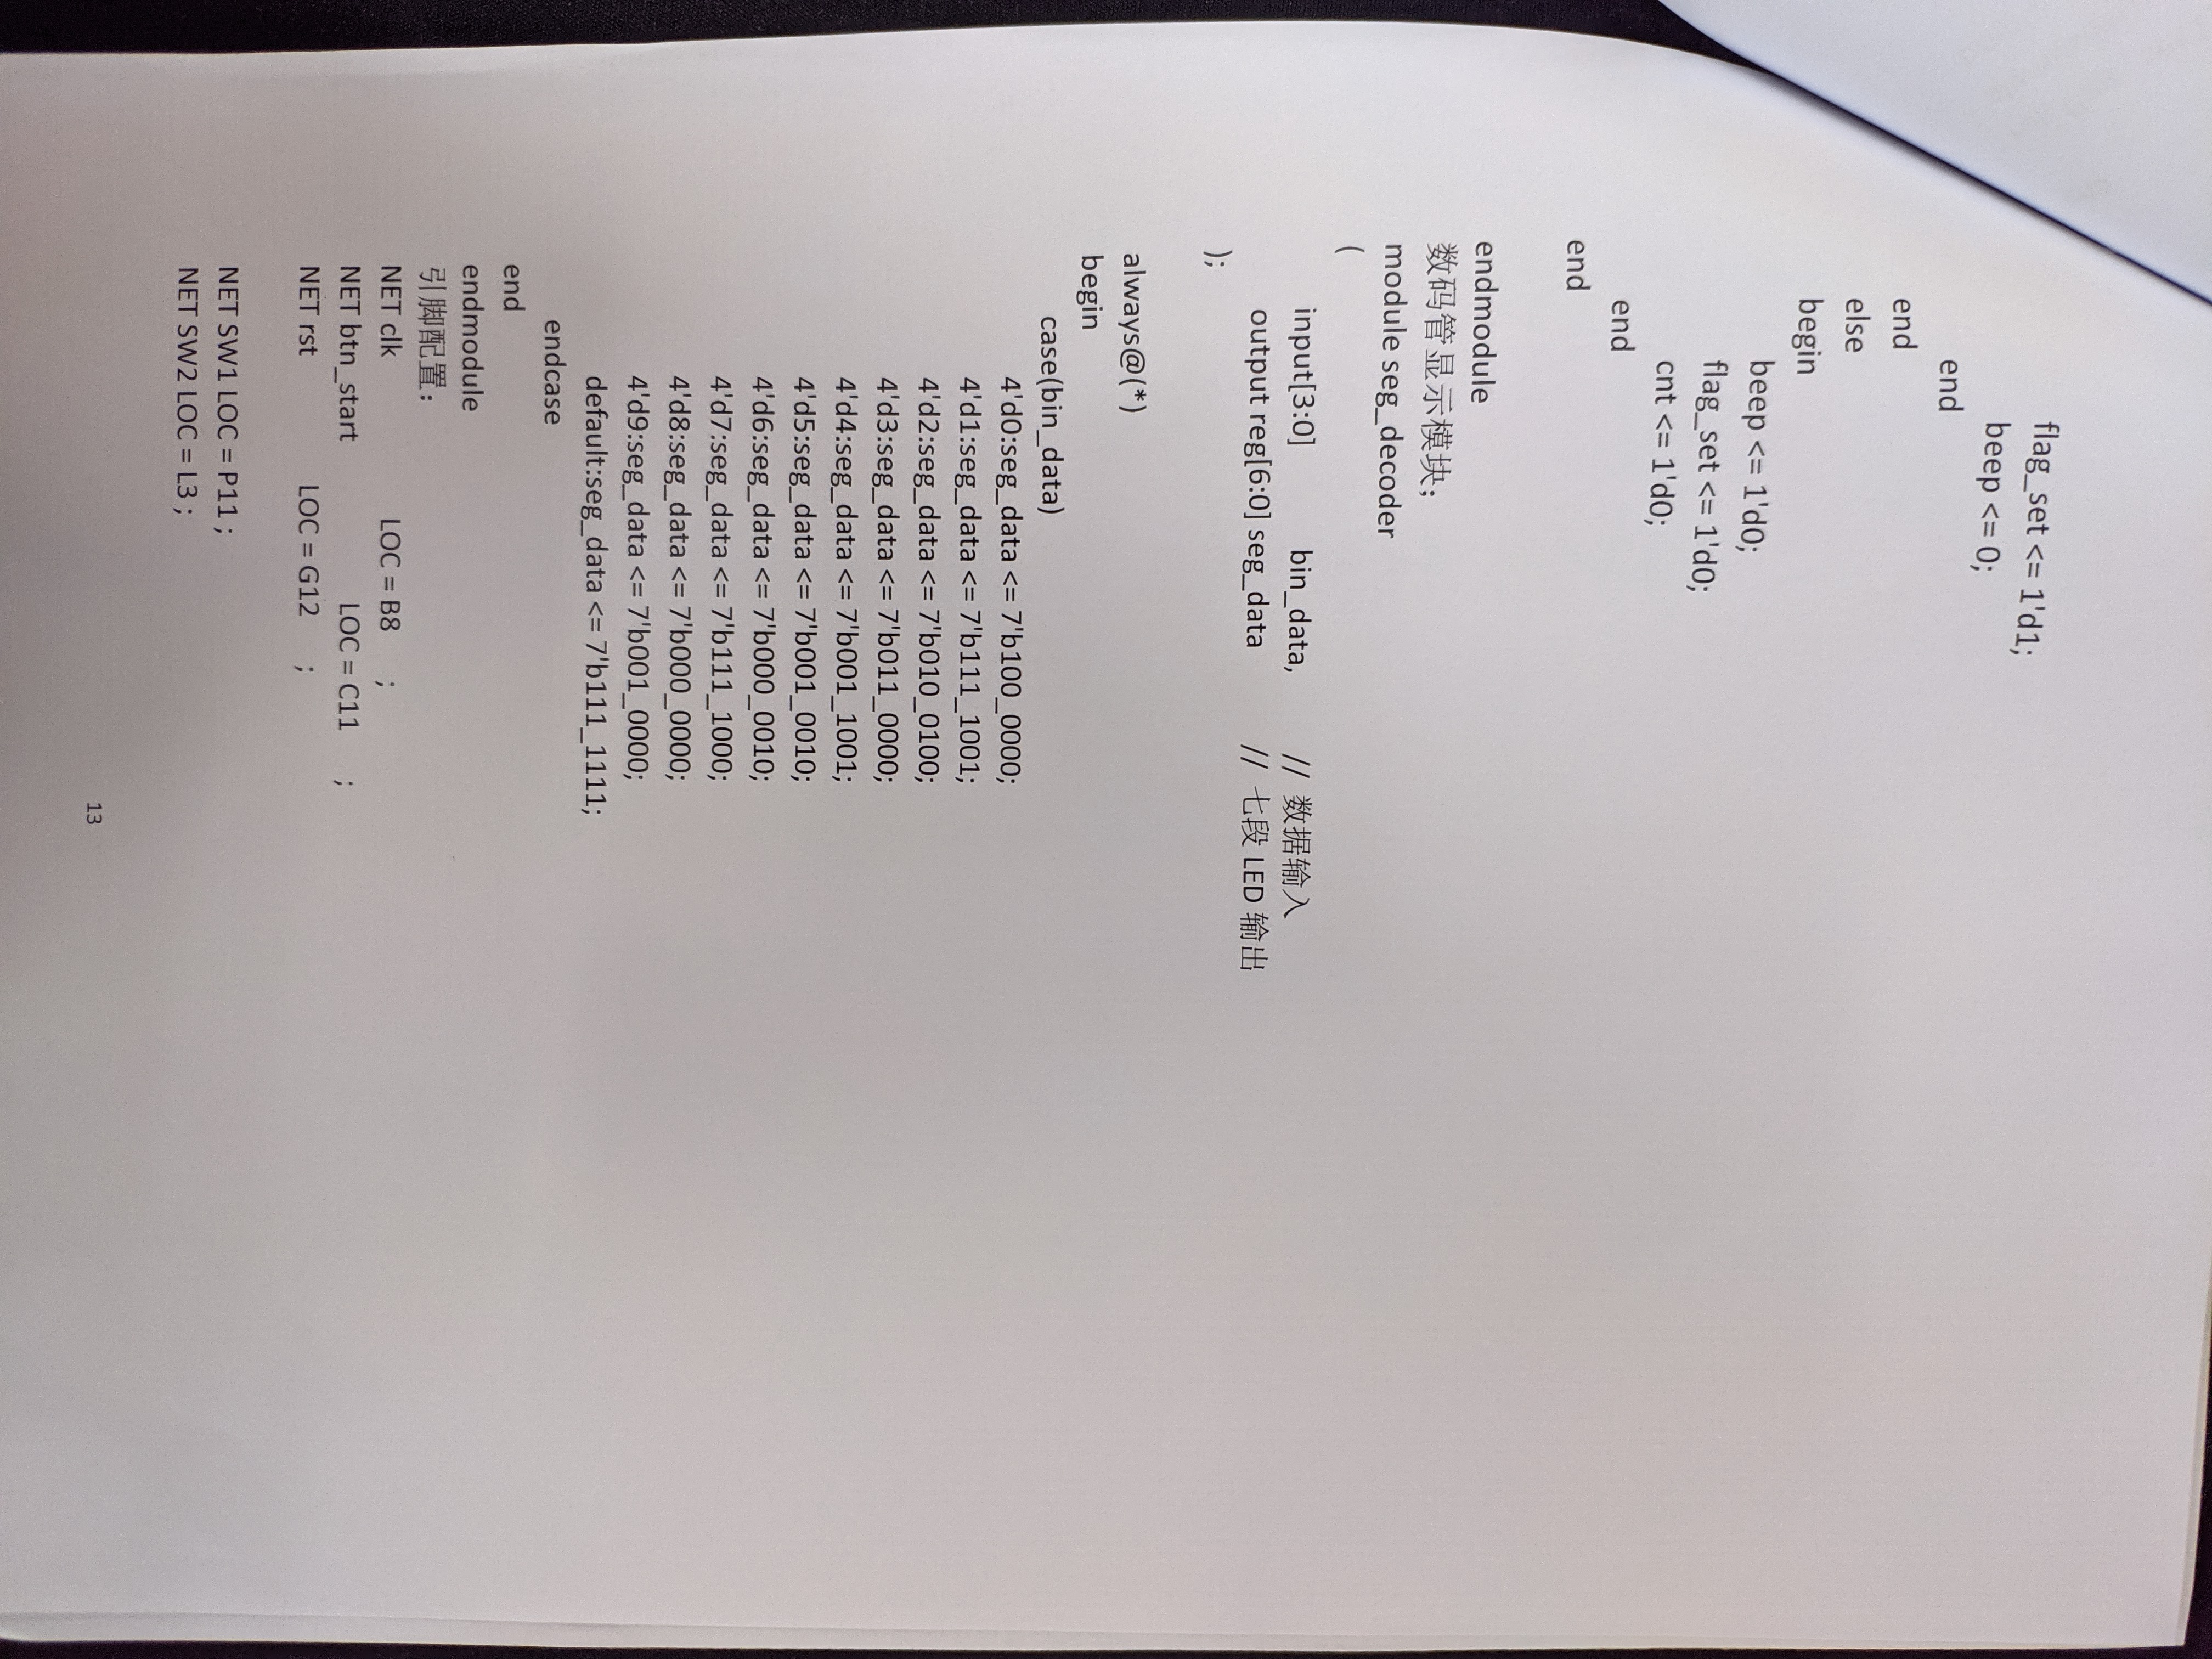 flag_set <= 1'd1;
beep <= 0;
end
end
else
begin
beep <= 1'd0;
flag_set <= 1'd0;
cnt <= 1'd0;
end
end
endmodule
数码管显示模块；
module seg_decoder
(
input[3:0] bin_data, // 数据输入
output reg[6:0] seg_data // 七段 LED 输出
);
always@(*)
begin
case(bin_data)
4'd0:seg_data <= 7'b100_0000;
4'd1:seg_data <= 7'b111_1001;
4'd2:seg_data <= 7'b010_0100;
4'd3:seg_data <= 7'b011_0000;
4'd4:seg_data <= 7'b001_1001;
4'd5:seg_data <= 7'b001_0010;
4'd6:seg_data <= 7'b000_0010;
4'd7:seg_data <= 7'b111_1000;
4'd8:seg_data <= 7'b000_0000;
4'd9:seg_data <= 7'b001_0000;
default:seg_data <= 7'b111_1111;
endcase
end
endmodule
引脚配置：
NET clk LOC = B8 ;
NET btn_start LOC = C11 ;
NET rst LOC = G12 ;
NET SW1 LOC = P11 ;
NET SW2 LOC = L3 ;
13